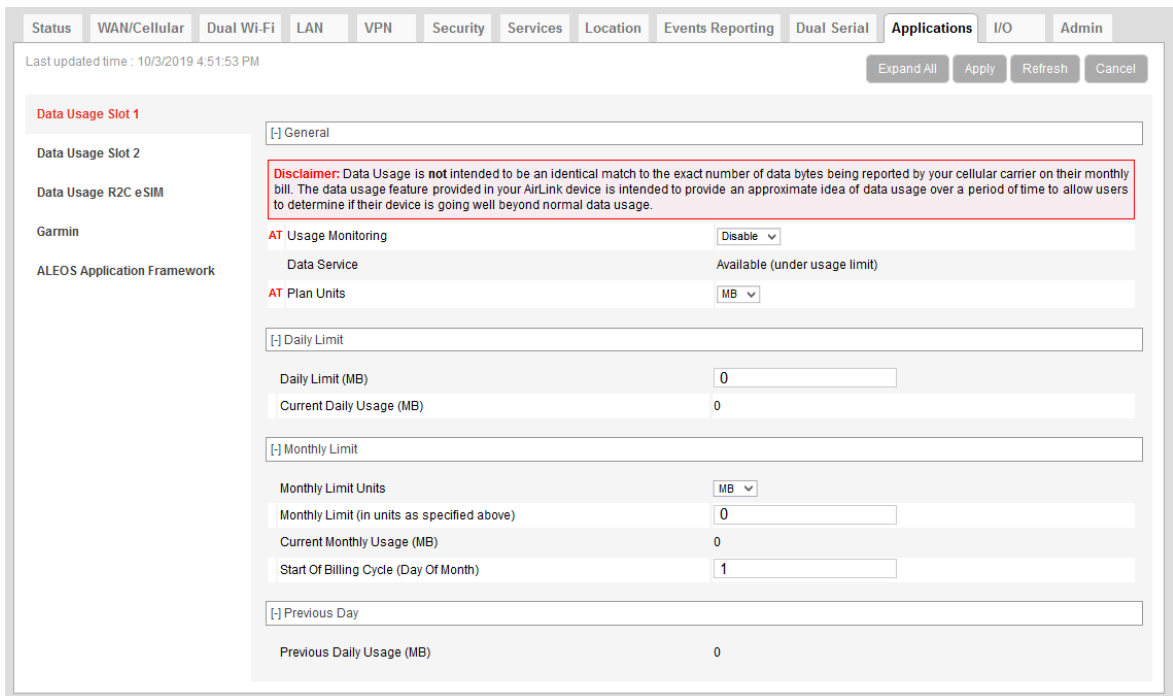 Status WAN/Cellular Dual Wi-Fi LAN VPN Security Services Location Events Reporting Dual Serial Applications I/O Admin
Last updated time : 10/3/2019 4:51:53 PM
Expand All Apply Refresh Cancel
Data Usage Slot 1
Data Usage Slot 2
Data Usage R2C eSIM
Garmin
ALEOS Application Framework
[-] General
Disclaimer: Data Usage is not intended to be an identical match to the exact number of data bytes being reported by your cellular carrier on their monthly
bill. The data usage feature provided in your AirLink device is intended to provide an approximate idea of data usage over a period of time to allow users
to determine if their device is going well beyond normal data usage.
AT Usage Monitoring Disable
Data Service Available (under usage limit)
AT Plan Units MB
[-] Daily Limit
Daily Limit (MB) 0
Current Daily Usage (MB) 0
[-] Monthly Limit
Monthly Limit Units MB
Monthly Limit (in units as specified above) 0
Current Monthly Usage (MB) 0
Start Of Billing Cycle (Day Of Month) 1
[-] Previous Day
Previous Daily Usage (MB) 0